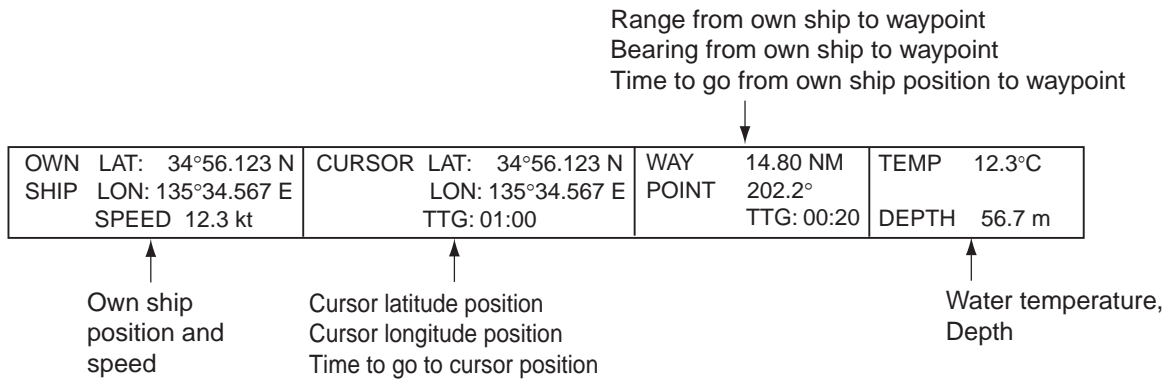 Range from own ship to waypoint
Bearing from own ship to waypoint
Time to go from own ship position to waypoint
OWN LAT: 34°56.123 N CURSOR LAT: 34°56.123 N WAY 14.80 NM TEMP 12.3°C
SHIP LON: 135°34.567 E LON: 135°34.567 E POINT 202.2°
SPEED 12.3 kt TTG: 01:00 TTG: 00:20 DEPTH 56.7 m
Own ship
position and
speed
Cursor latitude position
Cursor longitude position
Time to go to cursor position
Water temperature,
Depth